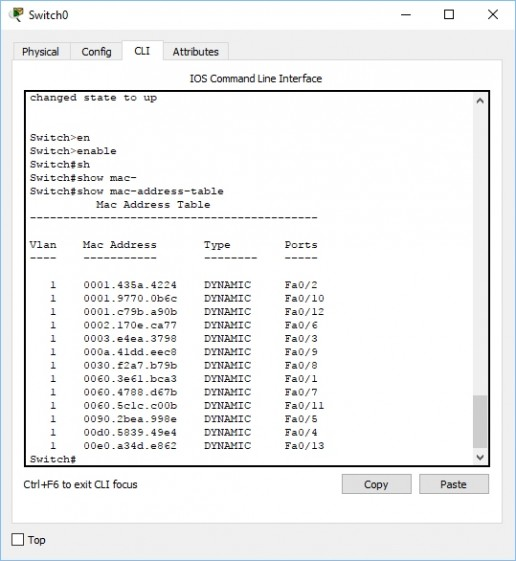 Switch0
Physical Config CLI Attributes
IOS Command Line Interface
changed state to up
Switch>en
Switch>enable
Switch#sh
Switch#show mac-
Switch#show mac-address-table
Mac Address Table
-------------------------------------------
Vlan Mac Address Type Ports
---- ----------- -------- -----
1 0001.435a.4224 DYNAMIC Fa0/2
1 0001.9770.0b6c DYNAMIC Fa0/10
1 0001.c79b.a90b DYNAMIC Fa0/12
1 0002.170e.ca77 DYNAMIC Fa0/6
1 0003.e4ea.3798 DYNAMIC Fa0/3
1 000a.41dd.eec8 DYNAMIC Fa0/9
1 0030.f2a7.b79b DYNAMIC Fa0/8
1 0060.3e61.bca3 DYNAMIC Fa0/1
1 0060.4788.d67b DYNAMIC Fa0/7
1 0060.5c1c.c00b DYNAMIC Fa0/11
1 0090.2bea.998e DYNAMIC Fa0/5
1 00d0.5839.49e4 DYNAMIC Fa0/4
1 00e0.a34d.e862 DYNAMIC Fa0/13
Switch#
Ctrl+F6 to exit CLI focus
Copy Paste
Top